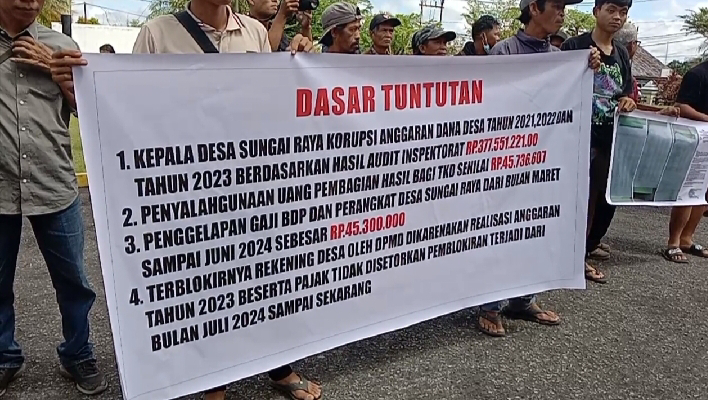 DASAR TUNTUTAN
1. KEPALA DESA SUNGAI RAYA KORUPSI ANGGARAN DANA DESA TAHUN 2021,2022 DAN
TAHUN 2023 BERDASARKAN HASIL AUDIT INSPEKTORAT RP.377.551.221.00
2. PENYALAHGUNAAN UANG PEMBAGIAN HASIL BAGI TKD SENILAI RP.45.736.607
3. PENGGELAPAN GAJI BDP DAN PERANGKAT DESA SUNGAI RAYA DARI BULAN MARET
SAMPAI JUNI 2024 SEBESAR RP.45.300.000
4. TERBLOKIRNYA REKENING DESA OLEH DPMD DIKARENAKAN REALISASI ANGGARAN
TAHUN 2023 BESERTA PAJAK TIDAK DISETORKAN PEMBLOKIRAN TERJADI DARI
BULAN JULI 2024 SAMPAI SEKARANG